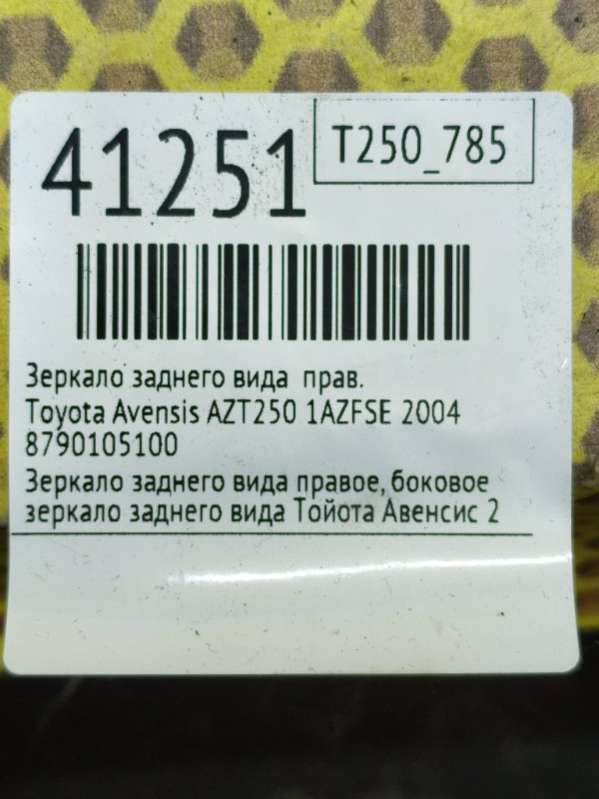 41251
T250_785
Зеркало заднего вида прав.
Toyota Avensis AZT250 1AZFSE 2004
8790105100
Зеркало заднего вида правое, боковое
зеркало заднего вида Тойота Авенсис 2